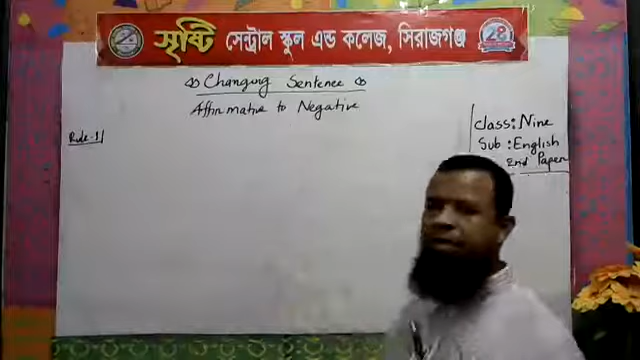 সৃষ্টি সেন্ট্রাল স্কুল এন্ড কলেজ, সিরাজগঞ্জ
Changing Sentence
Affirmative to Negative
Rule-1
Class: Nine
Sub : English
2nd Paper